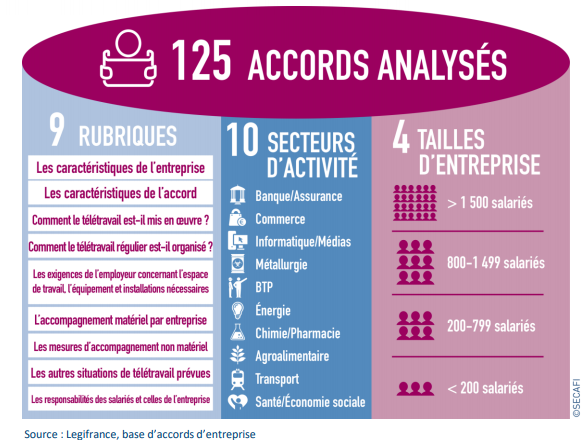 125 ACCORDS ANALYSÉS
9 RUBRIQUES
Les caractéristiques de l'entreprise
Les caractéristiques de l'accord
Comment le télétravail est-il mis en œuvre ?
Comment le télétravail régulier est-il organisé ?
Les exigences de l'employeur concernant l'espace
de travail, l'équipement et installations nécessaires
L'accompagnement matériel par entreprise
Les mesures d'accompagnement non matériel
Les autres situations de télétravail prévues
Les responsabilités des salariés et celles de l'entreprise
10 SECTEURS
D'ACTIVITÉ
Banque/Assurance
Commerce
Informatique/Médias
Métallurgie
BTP
Énergie
Chimie/Pharmacie
Agroalimentaire
Transport
Santé/Économie sociale
4 TAILLES
D'ENTREPRISE
> 1 500 salariés
800-1 499 salariés
200-799 salariés
< 200 salariés
©SECAFI
Source : Legifrance, base d'accords d'entreprise